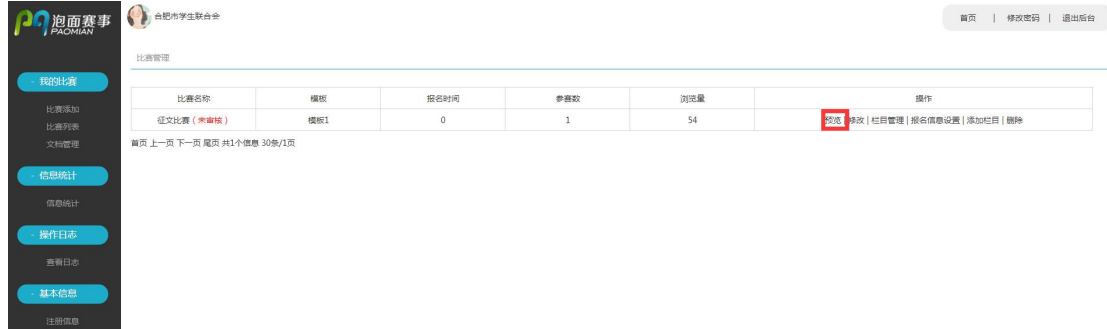 泡面赛事
PAOMIAN
合肥市学生联合会
首页 | 修改密码 | 退出后台
比赛管理
- 我的比赛
比赛添加
比赛列表
文档管理
- 信息统计
信息统计
- 操作日志
查看日志
- 基本信息
注册信息
比赛名称 模板 报名时间 参赛数 浏览量 操作
征文比赛（未审核） 模板1 0 1 54 预览 | 修改 | 栏目管理 | 报名信息设置 | 添加栏目 | 删除
首页 上一页 下一页 尾页 共1个信息 30条/1页